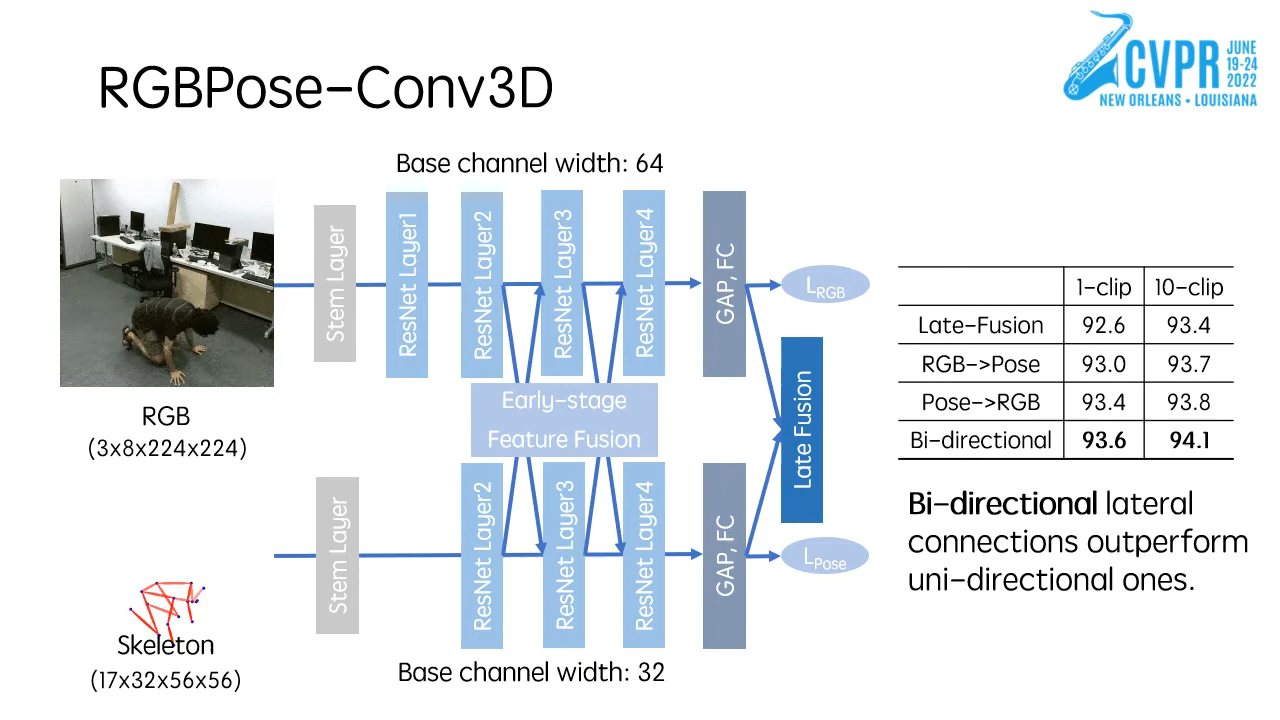 RGBPose-Conv3D
CVPR
JUNE
19-24
2022
NEW ORLEANS • LOUISIANA
Base channel width: 64
RGB
(3x8x224x224)
Stem Layer
ResNet Layer1
ResNet Layer2
ResNet Layer3
ResNet Layer4
GAP, FC
LRGB
Early-stage
Feature Fusion
Late Fusion
Skeleton
(17x32x56x56)
Stem Layer
ResNet Layer2
ResNet Layer3
ResNet Layer4
GAP, FC
LPose
Base channel width: 32
1-clip 10-clip
Late-Fusion 92.6 93.4
RGB->Pose 93.0 93.7
Pose->RGB 93.4 93.8
Bi-directional 93.6 94.1
Bi-directional lateral
connections outperform
uni-directional ones.